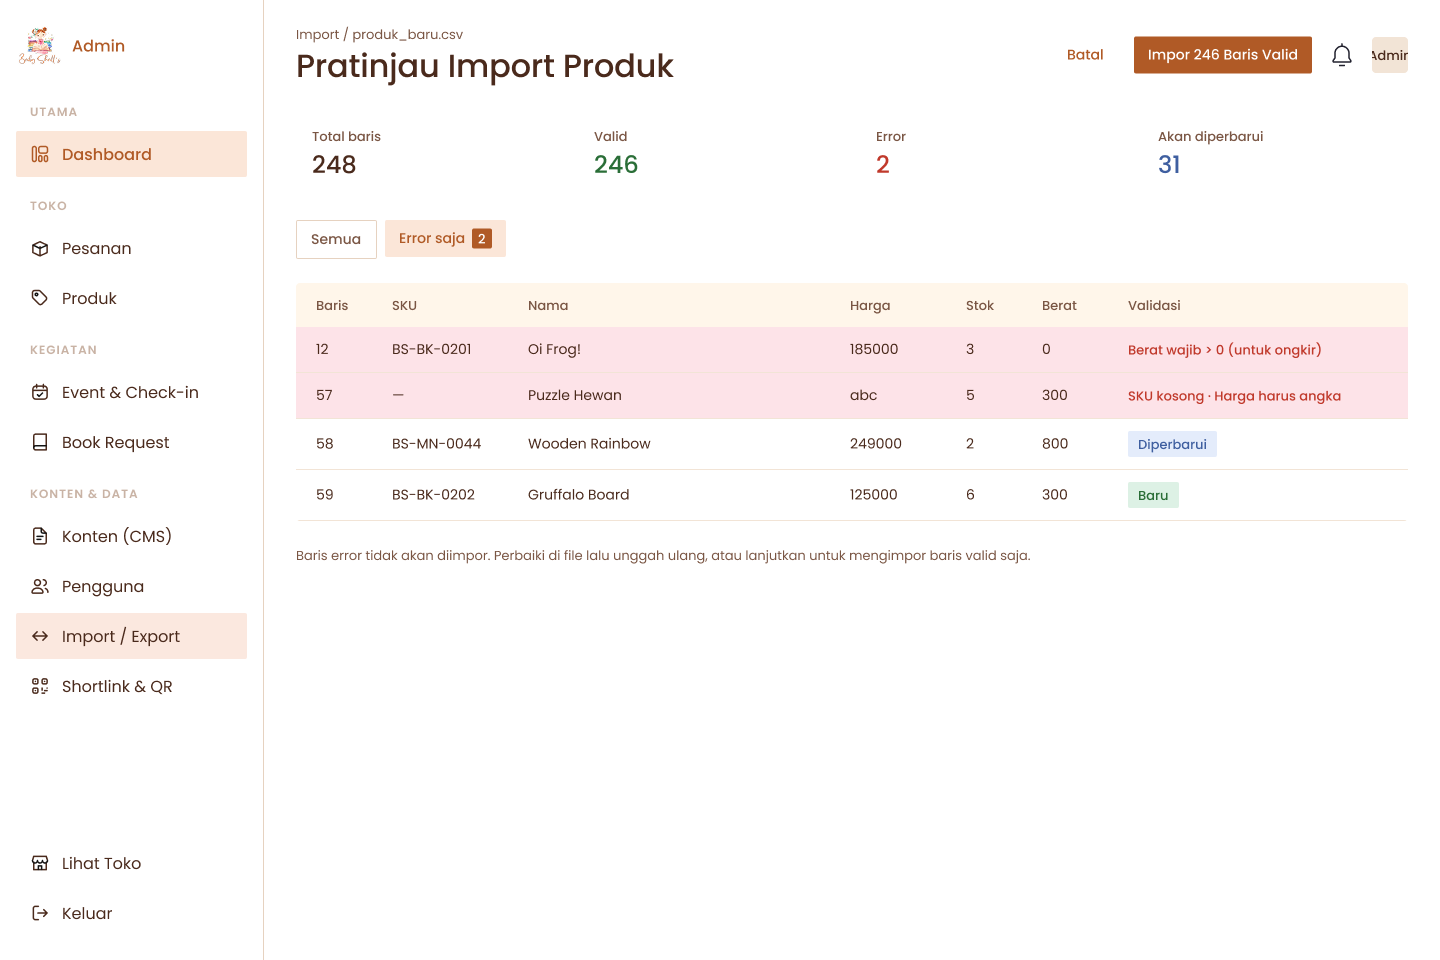 Baby Shell's
Admin
UTAMA
Dashboard
TOKO
Pesanan
Produk
KEGIATAN
Event & Check-in
Book Request
KONTEN & DATA
Konten (CMS)
Pengguna
Import / Export
Shortlink & QR
Lihat Toko
Keluar
Import / produk_baru.csv
Pratinjau Import Produk
Batal
Impor 246 Baris Valid
Admin
Total baris
248
Valid
246
Error
2
Akan diperbarui
31
Semua
Error saja 2
Baris SKU Nama Harga Stok Berat Validasi
12 BS-BK-0201 Oi Frog! 185000 3 0 Berat wajib > 0 (untuk ongkir)
57 — Puzzle Hewan abc 5 300 SKU kosong · Harga harus angka
58 BS-MN-0044 Wooden Rainbow 249000 2 800 Diperbarui
59 BS-BK-0202 Gruffalo Board 125000 6 300 Baru
Baris error tidak akan diimpor. Perbaiki di file lalu unggah ulang, atau lanjutkan untuk mengimpor baris valid saja.